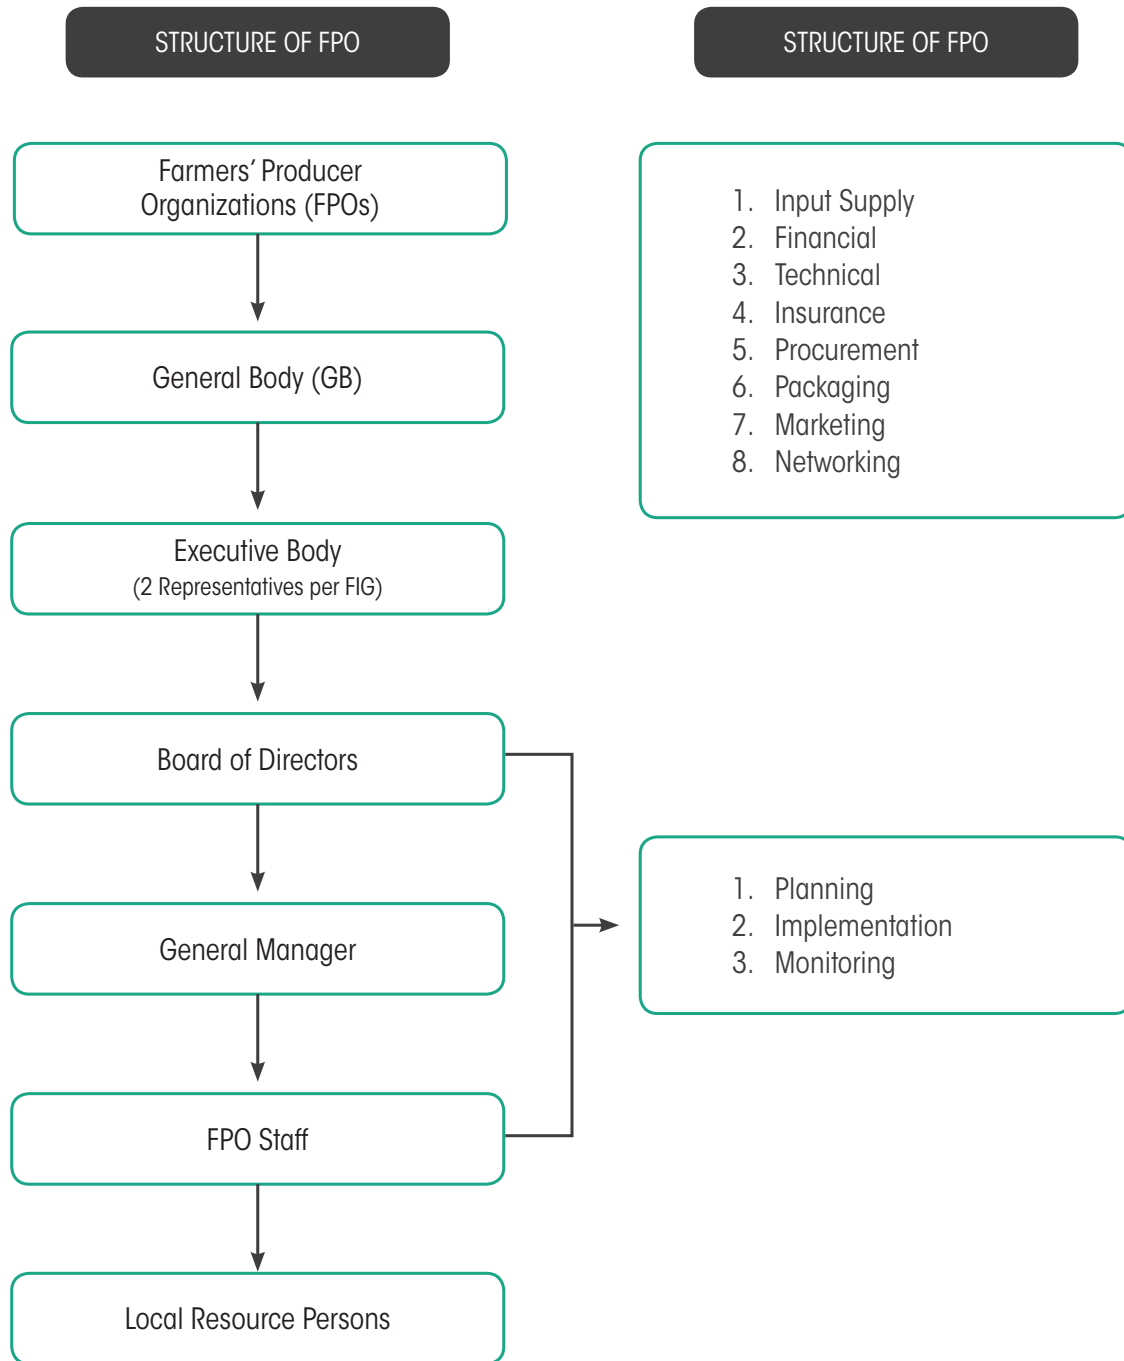 STRUCTURE OF FPO
Farmers’ Producer
Organizations (FPOs)
General Body (GB)
Executive Body
(2 Representatives per FIG)
Board of Directors
General Manager
FPO Staff
Local Resource Persons
STRUCTURE OF FPO
1. Input Supply
2. Financial
3. Technical
4. Insurance
5. Procurement
6. Packaging
7. Marketing
8. Networking
1. Planning
2. Implementation
3. Monitoring